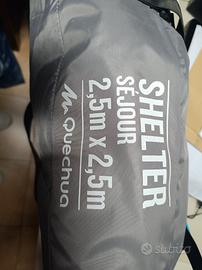 SHELTER
SÉJOUR
2,5m x 2,5m
Quechua
subito